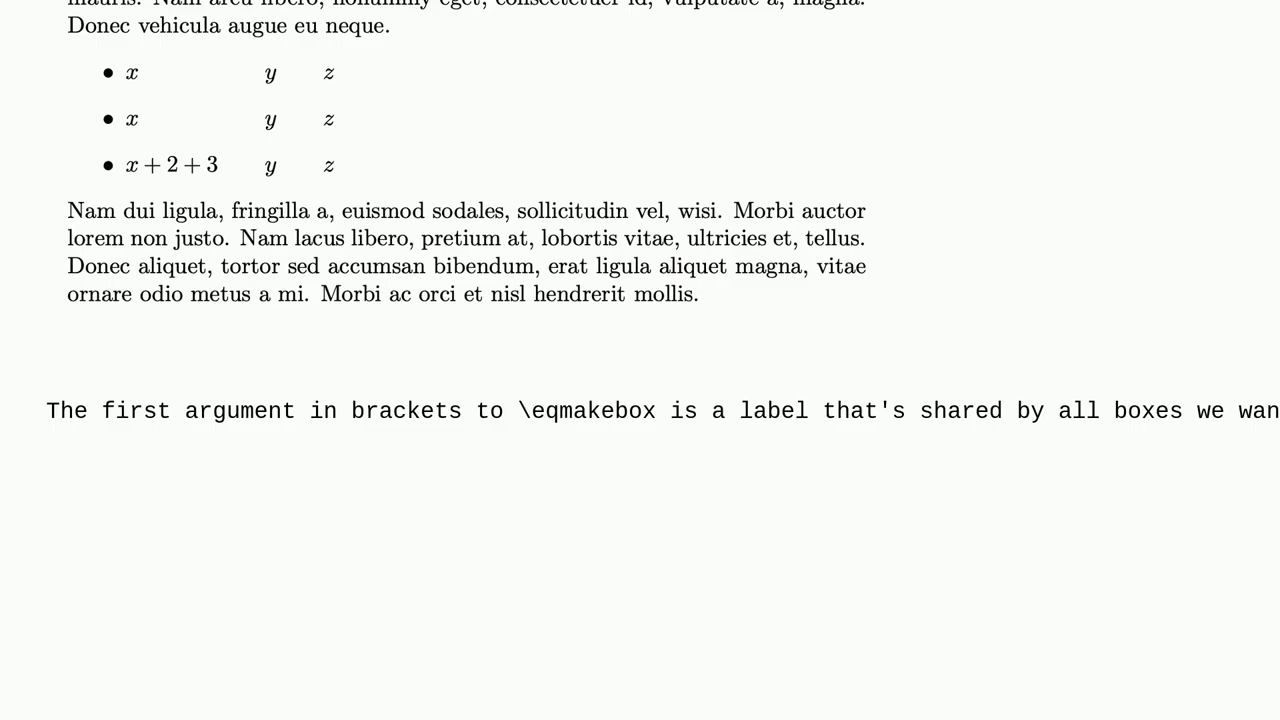 Donec vehicula augue eu neque.
• x y z
• x y z
• x + 2 + 3 y z
Nam dui ligula, fringilla a, euismod sodales, sollicitudin vel, wisi. Morbi auctor
lorem non justo. Nam lacus libero, pretium at, lobortis vitae, ultricies et, tellus.
Donec aliquet, tortor sed accumsan bibendum, erat ligula aliquet magna, vitae
ornare odio metus a mi. Morbi ac orci et nisl hendrerit mollis.
The first argument in brackets to \eqmakebox is a label that's shared by all boxes we wan